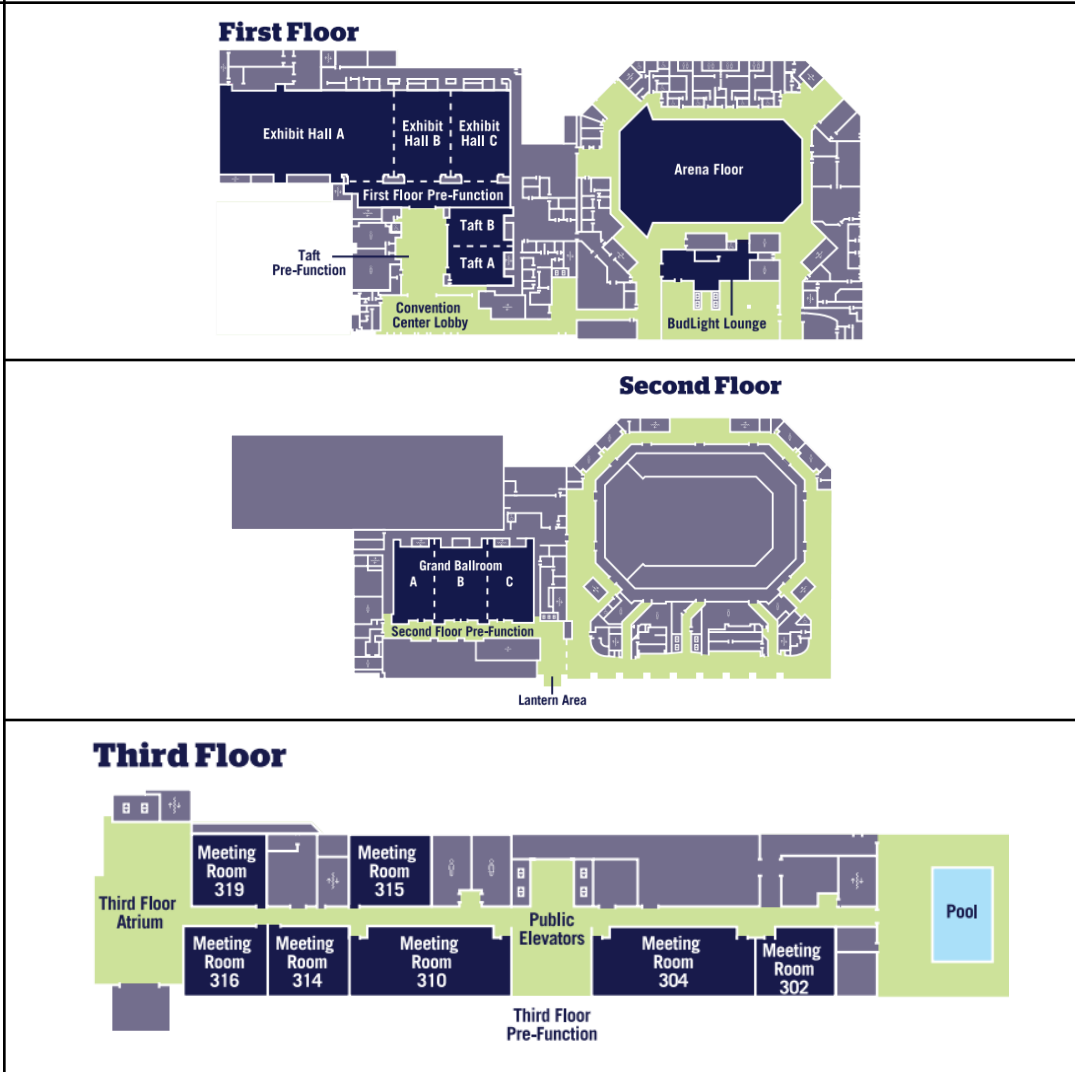 First Floor
Exhibit Hall A
Exhibit
Hall B
Exhibit
Hall C
Arena Floor
First Floor Pre-Function
Taft B
Taft A
Taft
Pre-Function
Convention
Center Lobby
BudLight Lounge
Second Floor
Grand Ballroom
A
B
C
Second Floor Pre-Function
Lantern Area
Third Floor
Meeting
Room
319
Meeting
Room
315
Third Floor
Atrium
Public
Elevators
Pool
Meeting
Room
316
Meeting
Room
314
Meeting
Room
310
Meeting
Room
304
Meeting
Room
302
Third Floor
Pre-Function